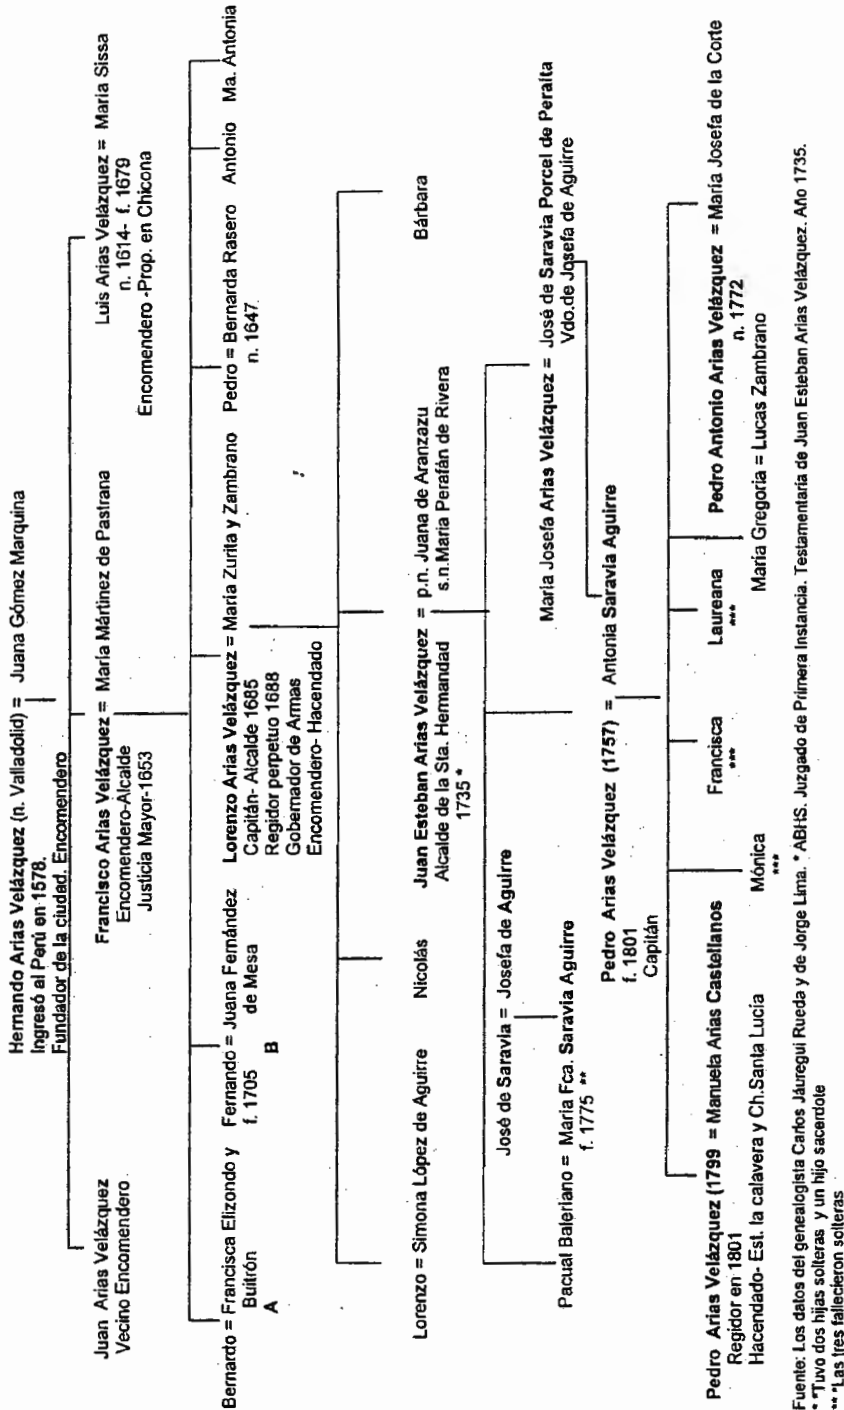 Hernando Arias Velázquez (n. Valladolid) = Juana Gómez Marquina
Ingresó al Perú en 1578.
Fundador de la ciudad. Encomendero
Juan Arias Velázquez
Vecino Encomendero
Francisco Arias Velázquez = María Mártinez de Pastrana
Encomendero-Alcalde
Justicia Mayor-1653
Luis Arias Velázquez = Maria Sissa
n. 1614- f. 1679
Encomendero -Prop. en Chicona
Bernardo = Francisca Elizondo y
Buitrón
A
Fernando = Juana Fernández
f. 1705 de Mesa
B
Lorenzo Arias Velázquez = Maria Zurita y Zambrano
Capitán- Alcalde 1685
Regidor perpetuo 1688
Gobernador de Armas
Encomendero- Hacendado
Pedro = Bernarda Rasero
n. 1647
Antonio
Ma. Antonia
Lorenzo = Simona López de Aguirre
Nicolás
Juan Esteban Arias Velázquez = p.n. Juana de Aranzazu
Alcalde de la Sta. Hermandad s.n.María Perafán de Rivera
1735 *
Bárbara
José de Saravia = Josefa de Aguirre
Pacual Baleriano = Maria Fca. Saravia Aguirre
f. 1775 **
Maria Josefa Arias Velázquez = José de Saravia Porcel de Peralta
Vdo.de Josefa de Aguirre
Pedro Arias Velázquez (1757) = Antonia Saravia Aguirre
f. 1801
Capitán
Pedro Arias Velázquez (1799 = Manuela Arias Castellanos
Regidor en 1801
Hacendado- Est. la calavera y Ch.Santa Lucía
Mónica
***
Francisca
***
Laureana
***
Pedro Antonio Arias Velázquez = María Josefa de la Corte
n. 1772
María Gregoria = Lucas Zambrano
Fuente: Los datos del genealogista Carlos Jáuregui Rueda y de Jorge Lima. * ABHS. Juzgado de Primera Instancia. Testamentaría de Juan Esteban Arias Velázquez. Año 1735.
* *Tuvo dos hijas solteras y un hijo sacerdote
** *Las tres fallecieron solteras